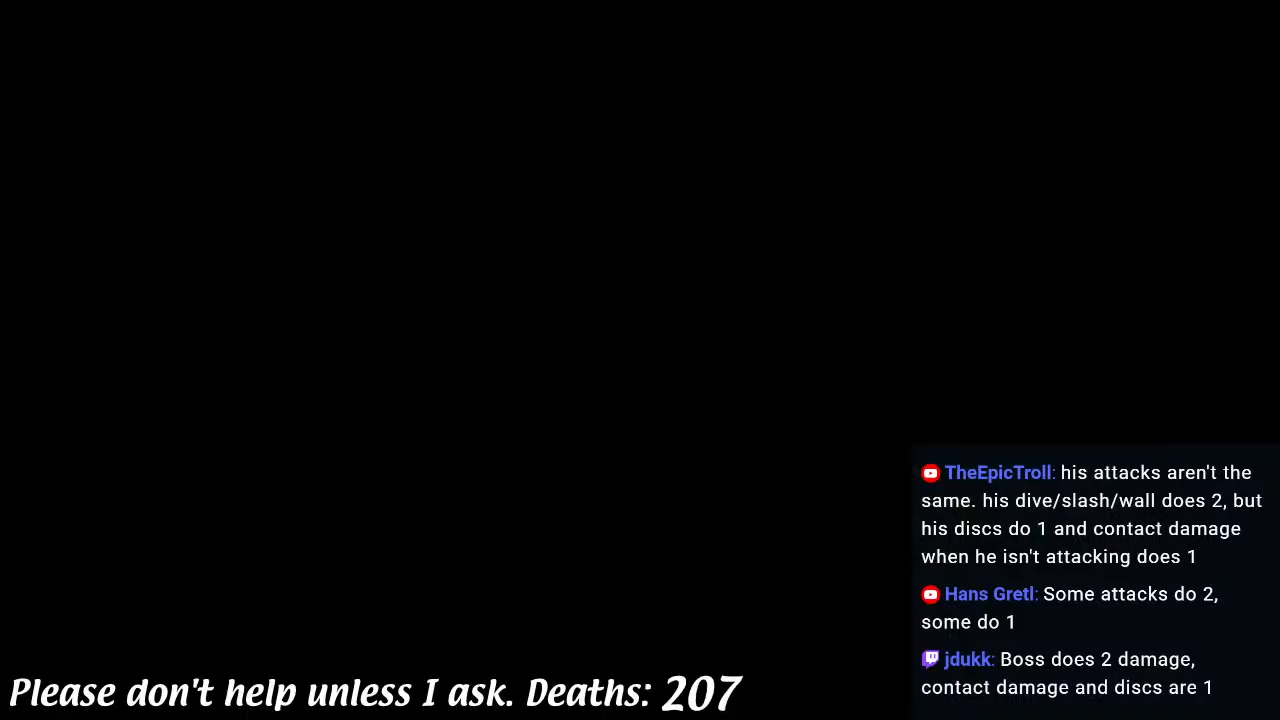 TheEpicTroll: his attacks aren't the
same. his dive/slash/wall does 2, but
his discs do 1 and contact damage
when he isn't attacking does 1
Hans Gretl: Some attacks do 2,
some do 1
jdukk: Boss does 2 damage,
contact damage and discs are 1
Please don't help unless I ask. Deaths: 207